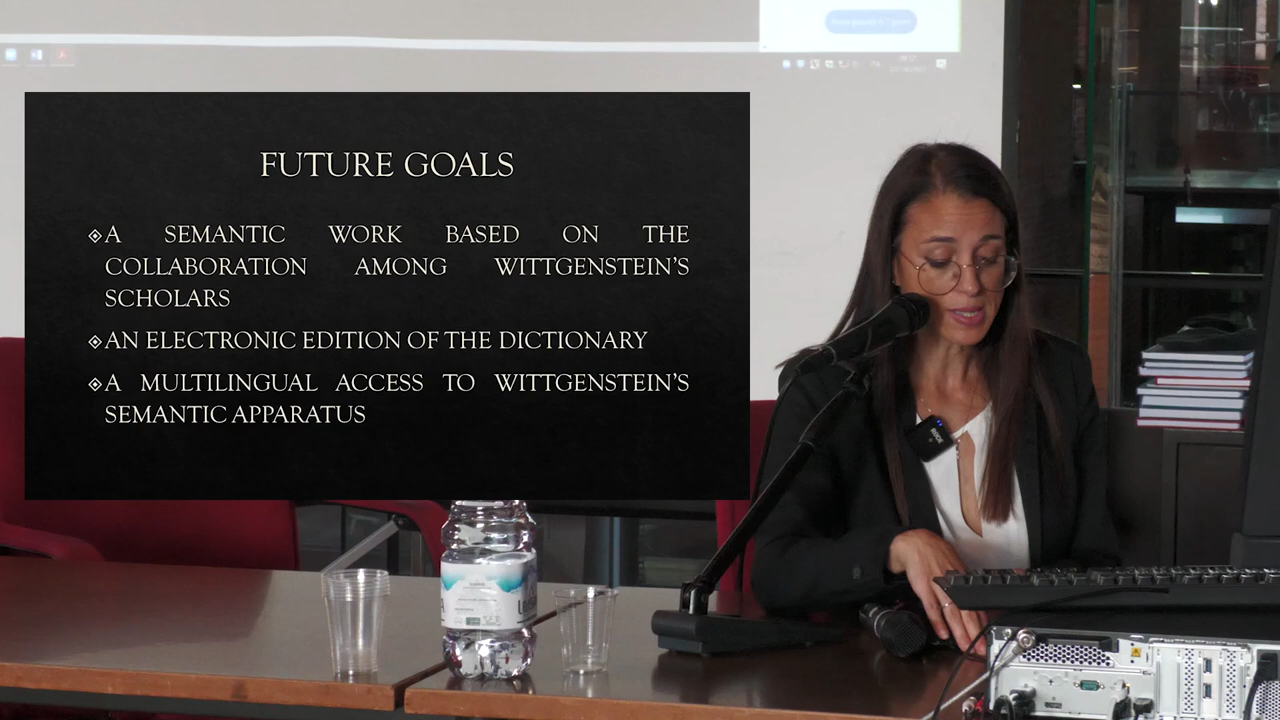 FUTURE GOALS
A SEMANTIC WORK BASED ON THE
COLLABORATION AMONG WITTGENSTEIN'S
SCHOLARS
AN ELECTRONIC EDITION OF THE DICTIONARY
A MULTILINGUAL ACCESS TO WITTGENSTEIN'S
SEMANTIC APPARATUS
RODE